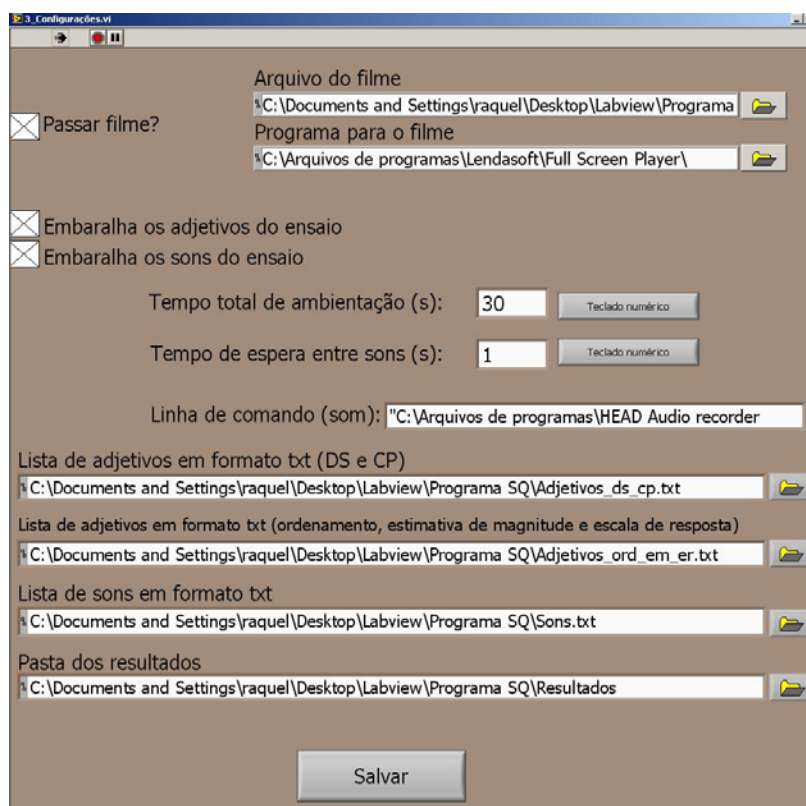 3_Configurações.vi
Arquivo do filme
C:\Documents and Settings\raquel\Desktop\Labview\Programa
Passar filme?
Programa para o filme
C:\Arquivos de programas\Lendasoft\Full Screen Player\
Embaralha os adjetivos do ensaio
Embaralha os sons do ensaio
Tempo total de ambientação (s): 30 Teclado numérico
Tempo de espera entre sons (s): 1 Teclado numérico
Linha de comando (som): "C:\Arquivos de programas\HEAD Audio recorder
Lista de adjetivos em formato txt (DS e CP)
C:\Documents and Settings\raquel\Desktop\Labview\Programa SQ\Adjetivos_ds_cp.txt
Lista de adjetivos em formato txt (ordenamento, estimativa de magnitude e escala de resposta)
C:\Documents and Settings\raquel\Desktop\Labview\Programa SQ\Adjetivos_ord_em_er.txt
Lista de sons em formato txt
C:\Documents and Settings\raquel\Desktop\Labview\Programa SQ\Sons.txt
Pasta dos resultados
C:\Documents and Settings\raquel\Desktop\Labview\Programa SQ\Resultados
Salvar